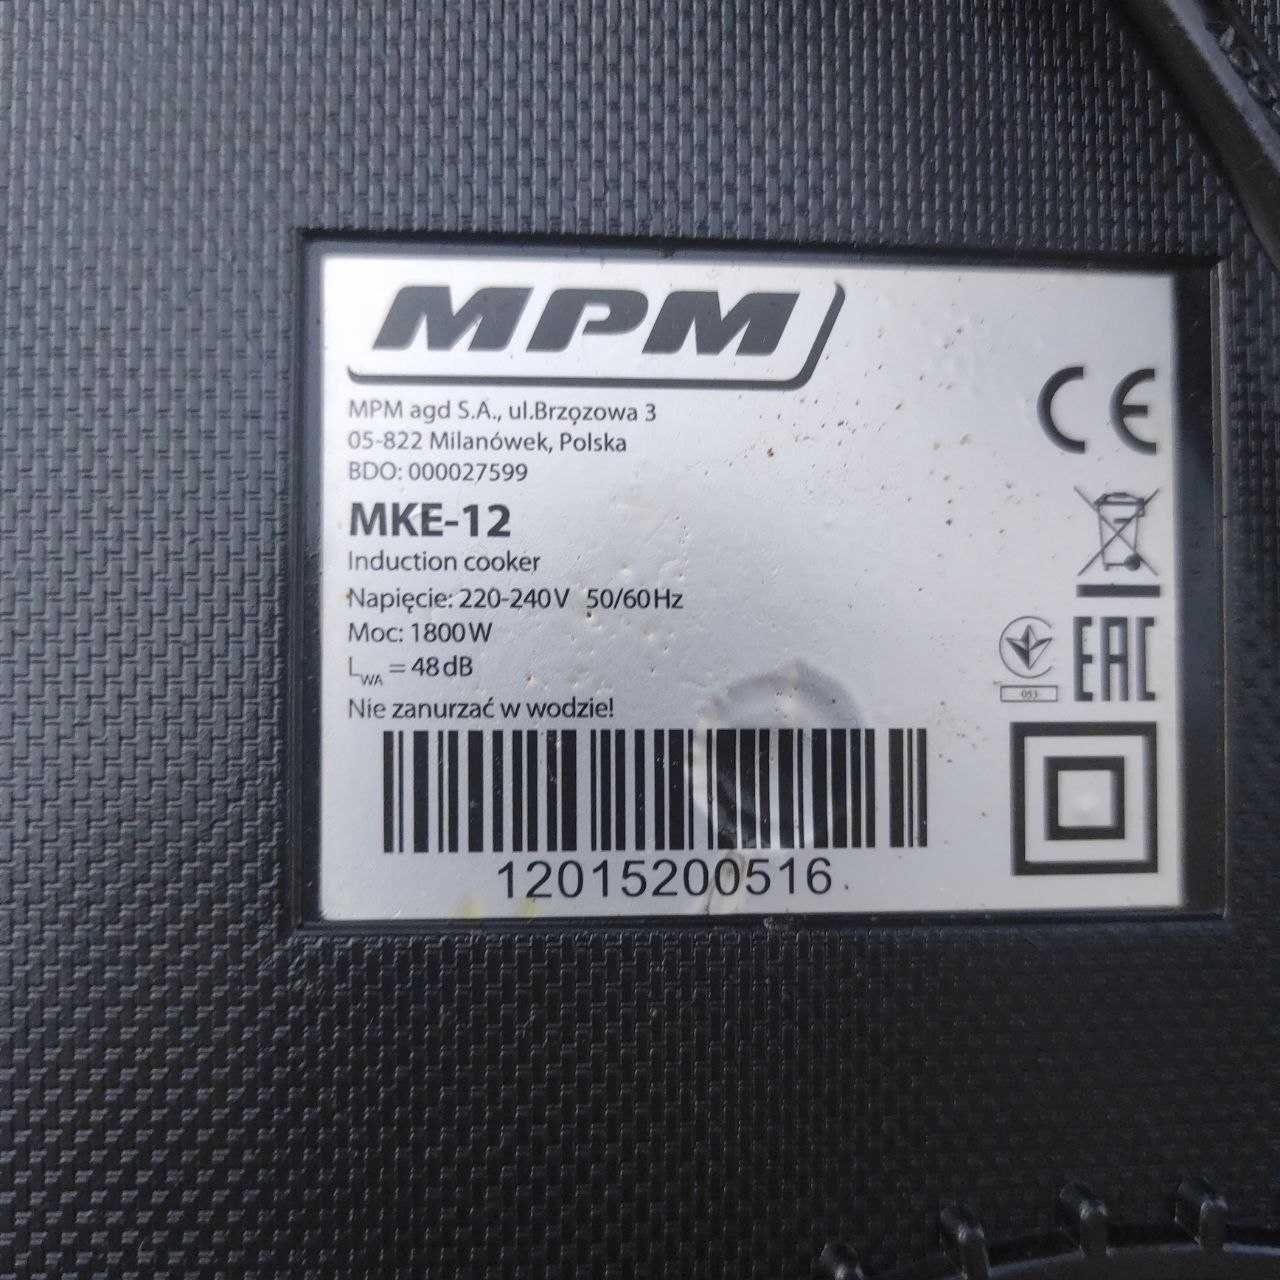 MPM
MPM agd S.A., ul.Brzozowa 3
05-822 Milanówek, Polska
BDO: 000027599
MKE-12
Induction cooker
Napięcie: 220-240V 50/60Hz
Moc: 1800W
LWA = 48dB
Nie zanurzać w wodzie!
12015200516
CE
053
EAC